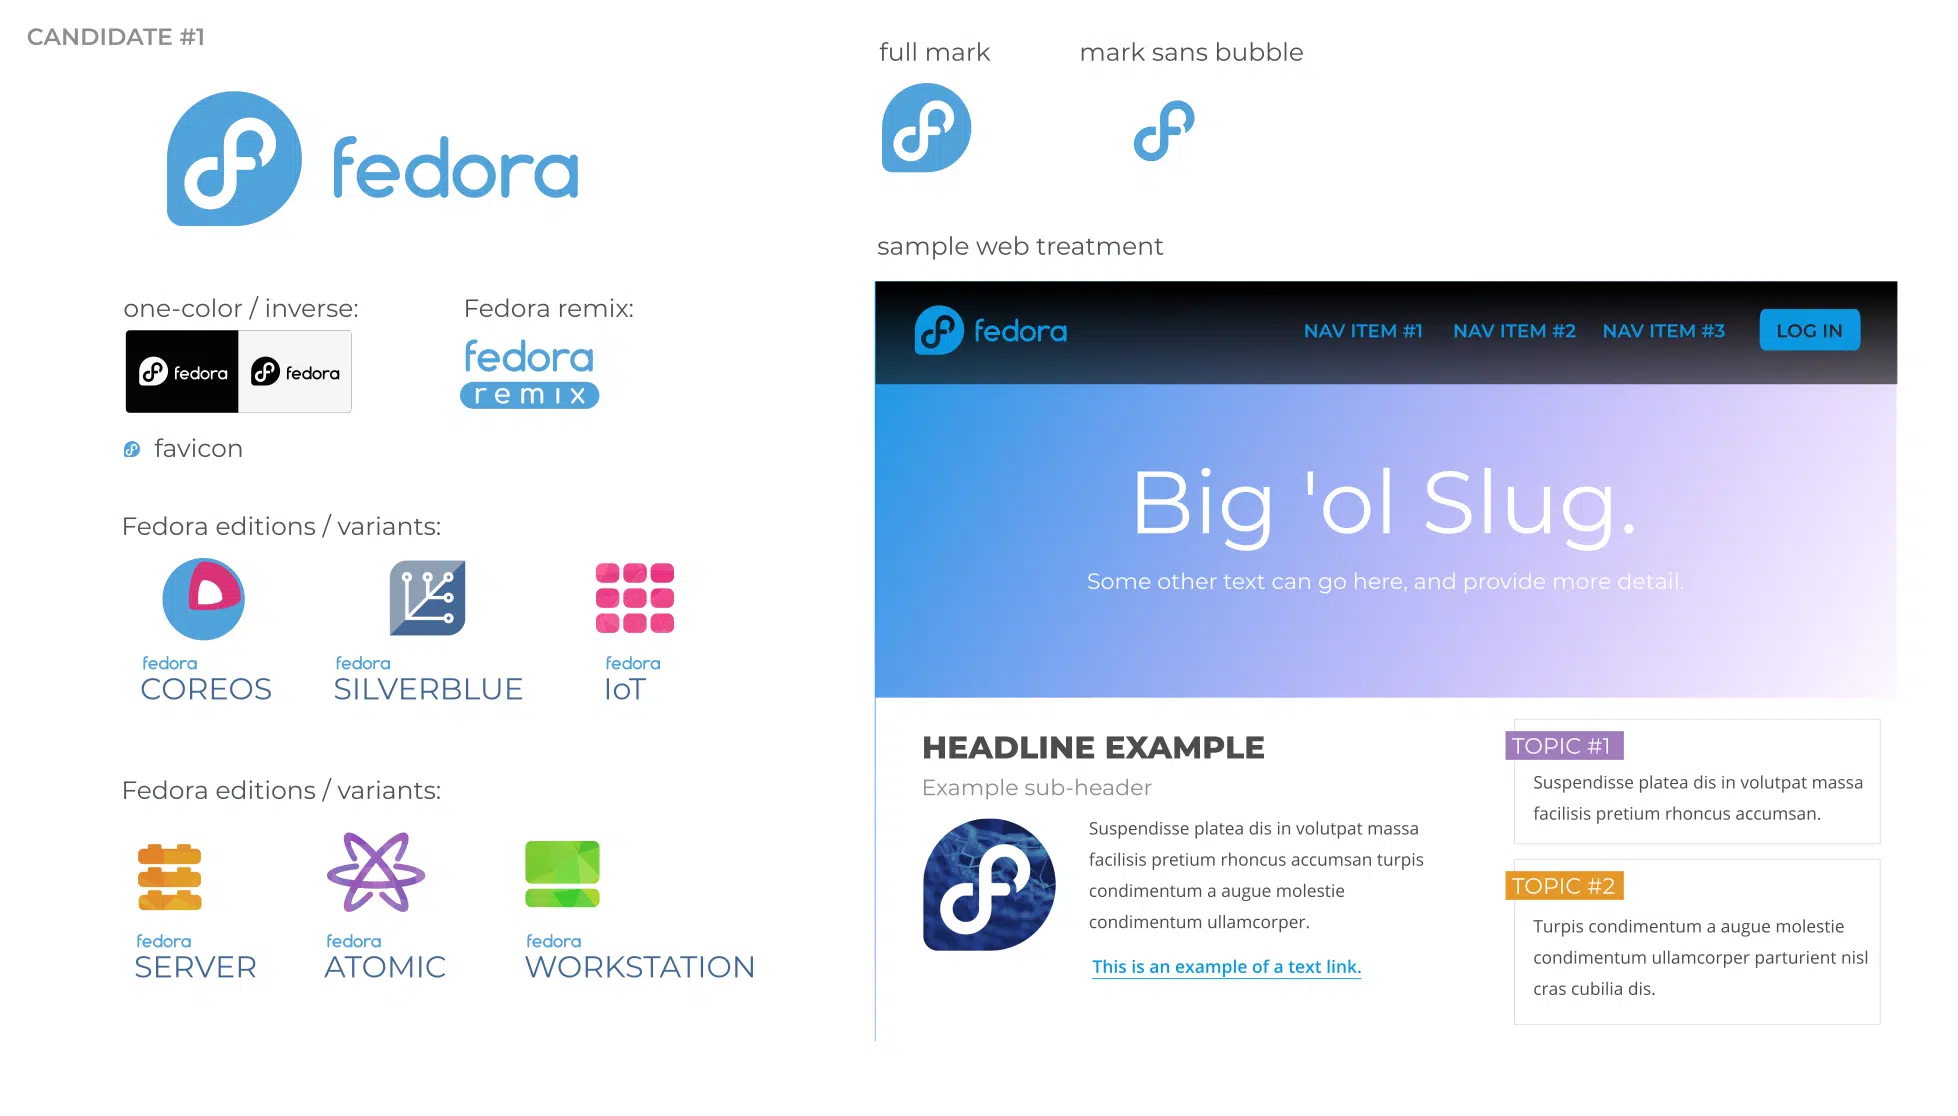 CANDIDATE #1
fedora
one-color / inverse:
fedora
fedora
Fedora remix:
fedora
remix
favicon
Fedora editions / variants:
fedora
COREOS
fedora
SILVERBLUE
fedora
IoT
Fedora editions / variants:
fedora
SERVER
fedora
ATOMIC
fedora
WORKSTATION
full mark
mark sans bubble
sample web treatment
fedora
NAV ITEM #1
NAV ITEM #2
NAV ITEM #3
LOG IN
Big 'ol Slug.
Some other text can go here, and provide more detail.
HEADLINE EXAMPLE
Example sub-header
Suspendisse platea dis in volutpat massa
facilisis pretium rhoncus accumsan turpis
condimentum a augue molestie
condimentum ullamcorper.
This is an example of a text link.
TOPIC #1
Suspendisse platea dis in volutpat massa
facilisis pretium rhoncus accumsan.
TOPIC #2
Turpis condimentum a augue molestie
condimentum ullamcorper parturient nisl
cras cubilia dis.